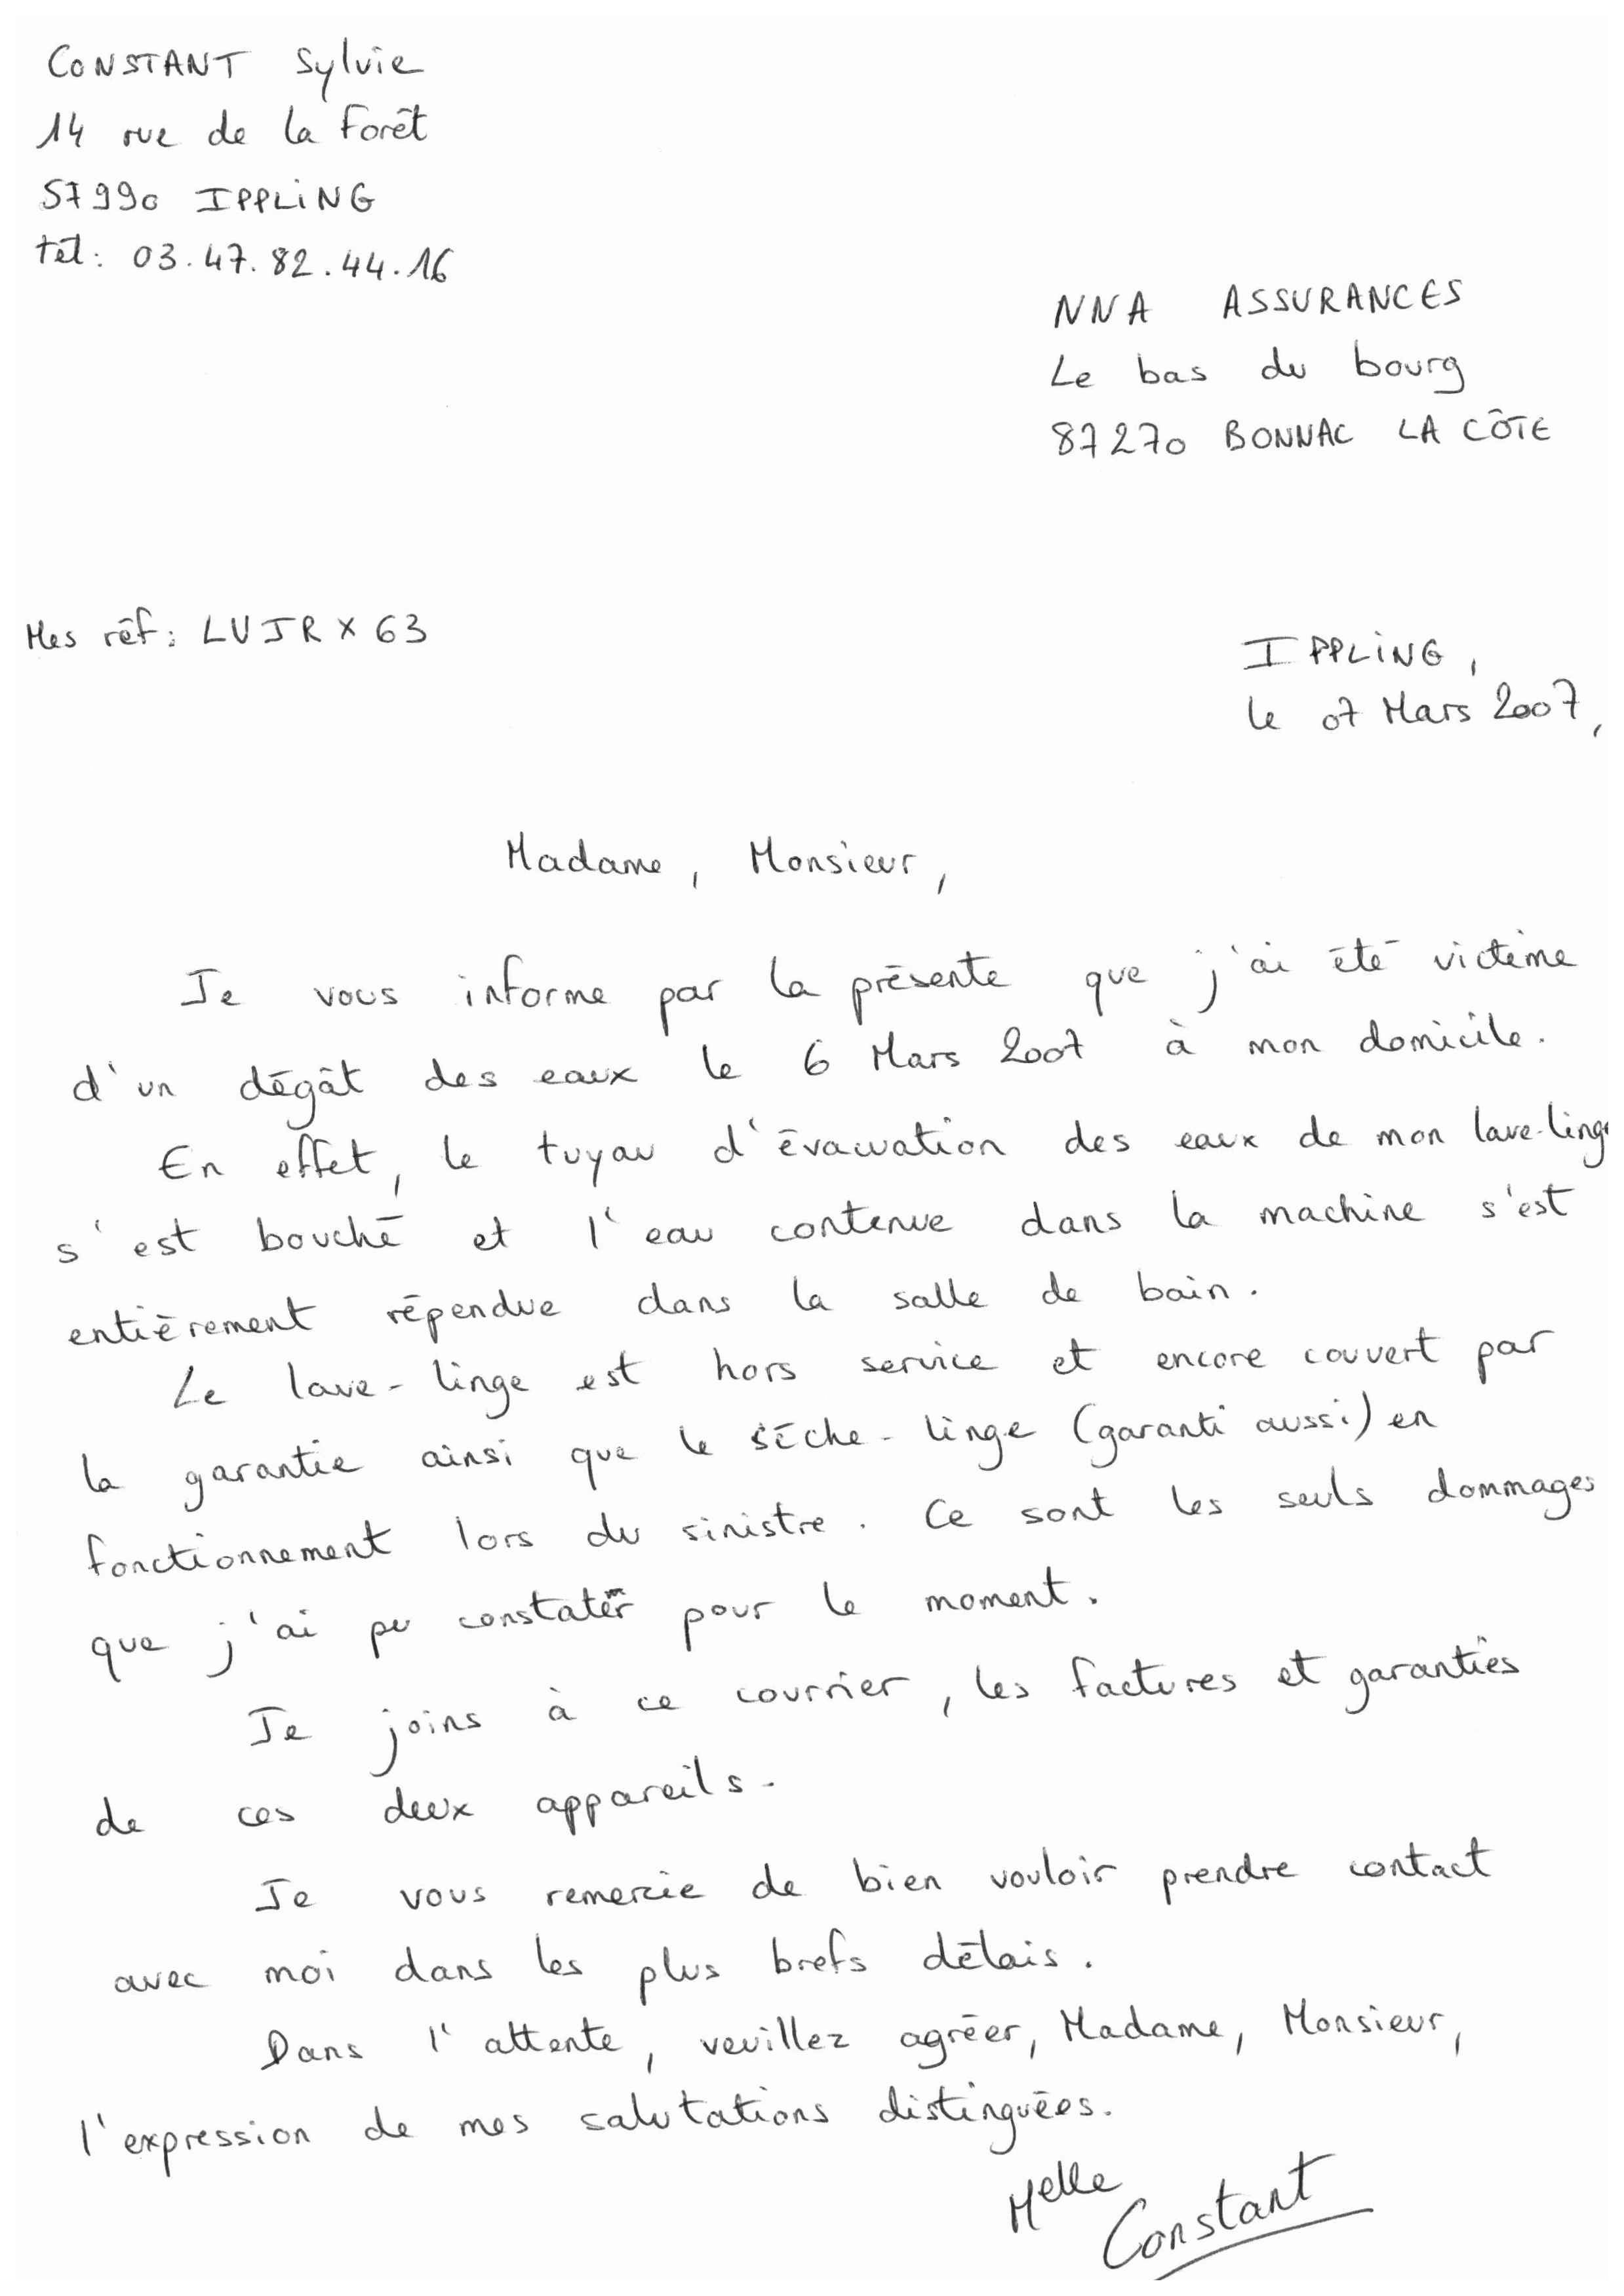 CONSTANT Sylvie
14 rue de la Forêt
57990 IPPLING
tél: 03.47.82.44.16
NNA ASSURANCES
Le bas du bourg
87270 BONNAC LA CÔTE
Mes réf: LUJRX63
IPPLING,
le 07 Mars 2007,
Madame, Monsieur,
Je vous informe par la présente que j'ai été victime
d'un dégât des eaux le 6 Mars 2007 à mon domicile.
En effet, le tuyau d'évacuation des eaux de mon lave-linge
s'est bouché et l'eau contenue dans la machine s'est
entièrement répendue dans la salle de bain.
Le lave-linge est hors service et encore couvert par
la garantie ainsi que le sèche-linge (garanti aussi) en
fonctionnement lors du sinistre. Ce sont les seuls dommages
que j'ai pu constater pour le moment.
Je joins à ce courrier, les factures et garanties
de ces deux appareils.
Je vous remercie de bien vouloir prendre contact
avec moi dans les plus brefs délais.
Dans l'attente, veuillez agréer, Madame, Monsieur,
l'expression de mes salutations distinguées.
Melle
Constant